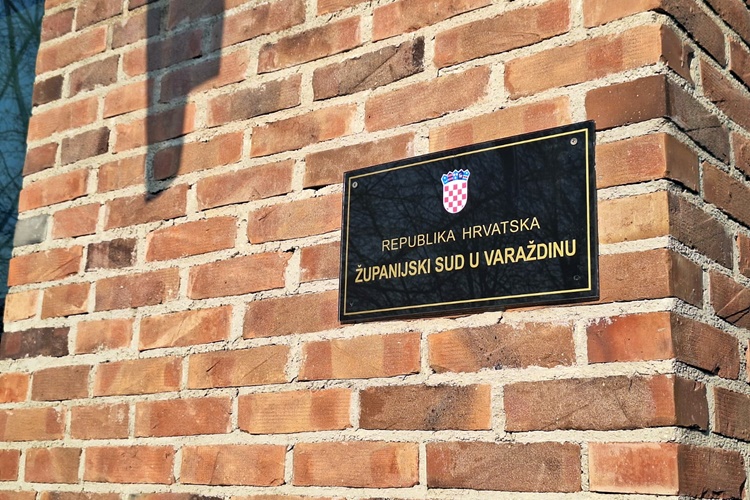 REPUBLIKA HRVATSKA
ŽUPANIJSKI SUD U VARAŽDINU